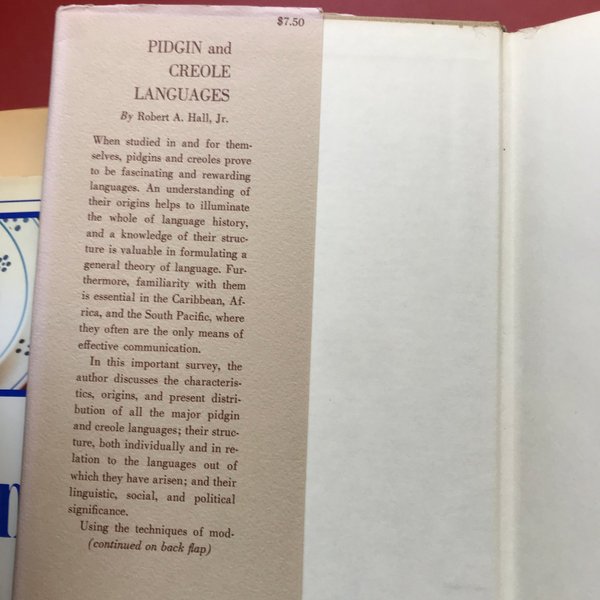 $7.50
PIDGIN and
CREOLE
LANGUAGES
By Robert A. Hall, Jr.
When studied in and for them-
selves, pidgins and creoles prove
to be fascinating and rewarding
languages. An understanding of
their origins helps to illuminate
the whole of language history,
and a knowledge of their struc-
ture is valuable in formulating a
general theory of language. Fur-
thermore, familiarity with them
is essential in the Caribbean, Af-
rica, and the South Pacific, where
they often are the only means of
effective communication.
In this important survey, the
author discusses the characteris-
tics, origins, and present distri-
bution of all the major pidgin
and creole languages; their struc-
ture, both individually and in re-
lation to the languages out of
which they have arisen; and their
linguistic, social, and political
significance.
Using the techniques of mod-
(continued on back flap)